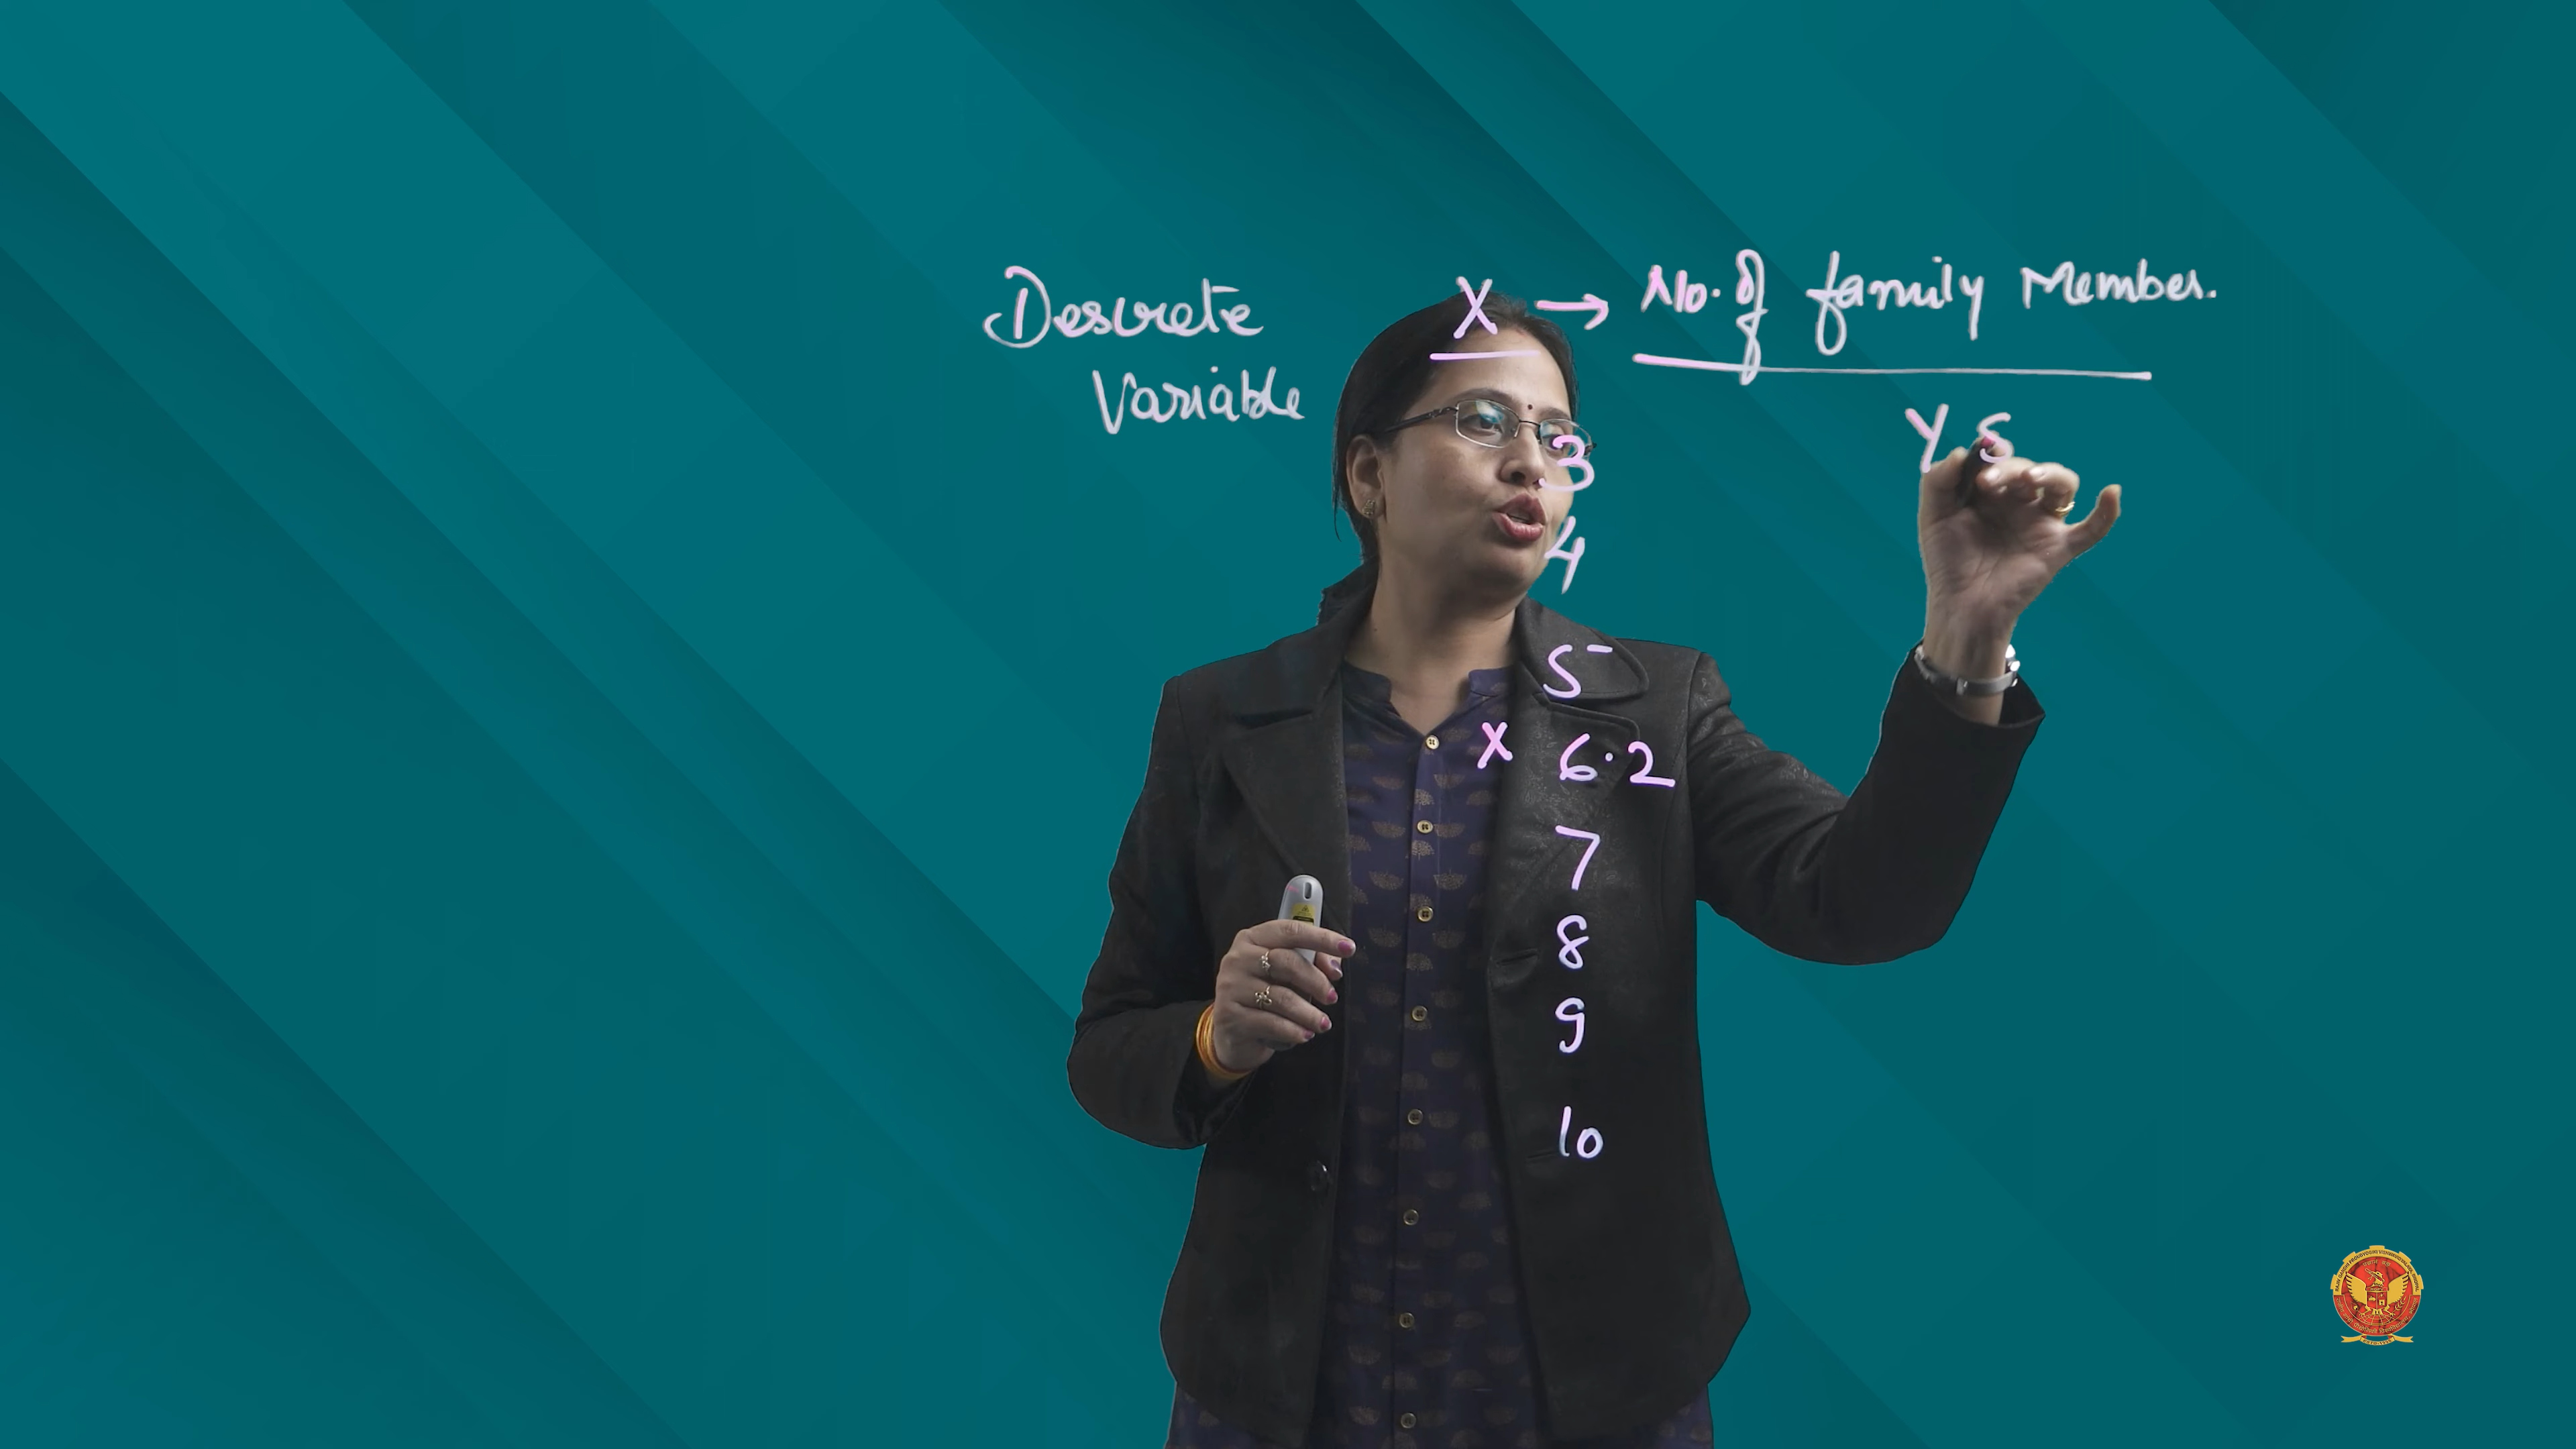 Descrete X → No. of family Member.
Variable
Y S
3
4
5
x 6.2
7
8
9
10